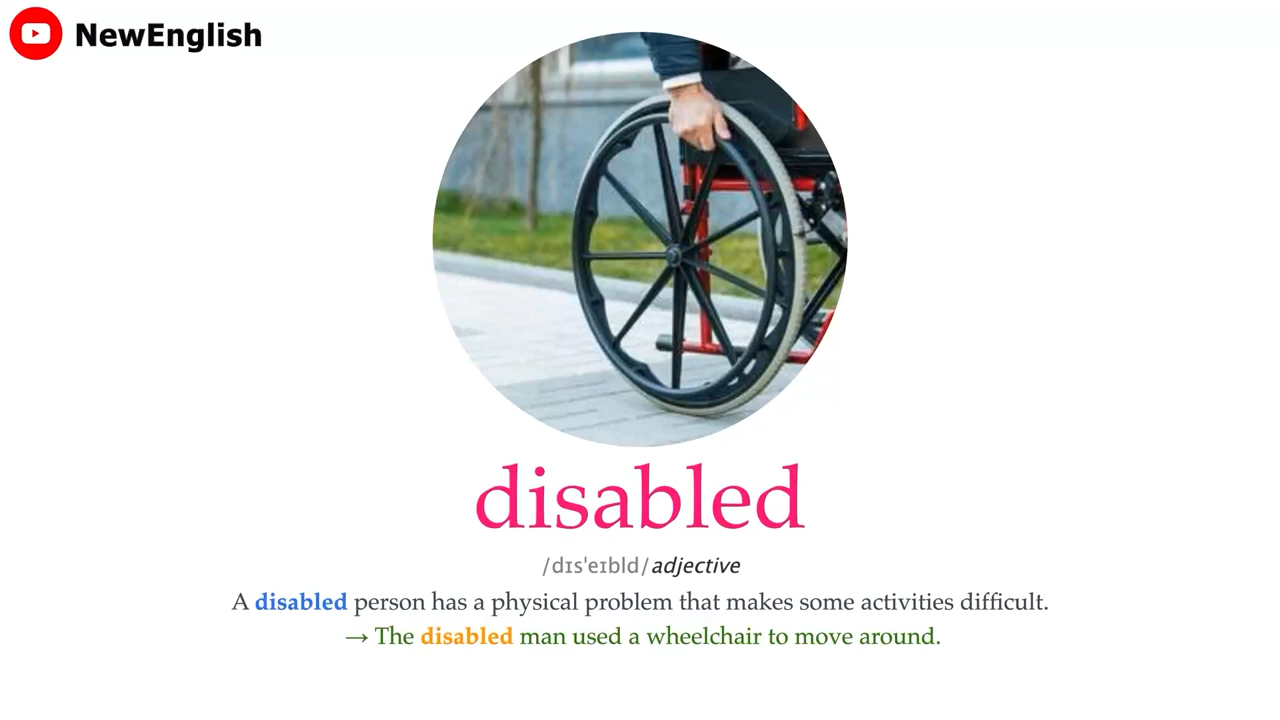 NewEnglish
disabled
/dɪsˈeɪbld/adjective
A disabled person has a physical problem that makes some activities difficult.
→ The disabled man used a wheelchair to move around.